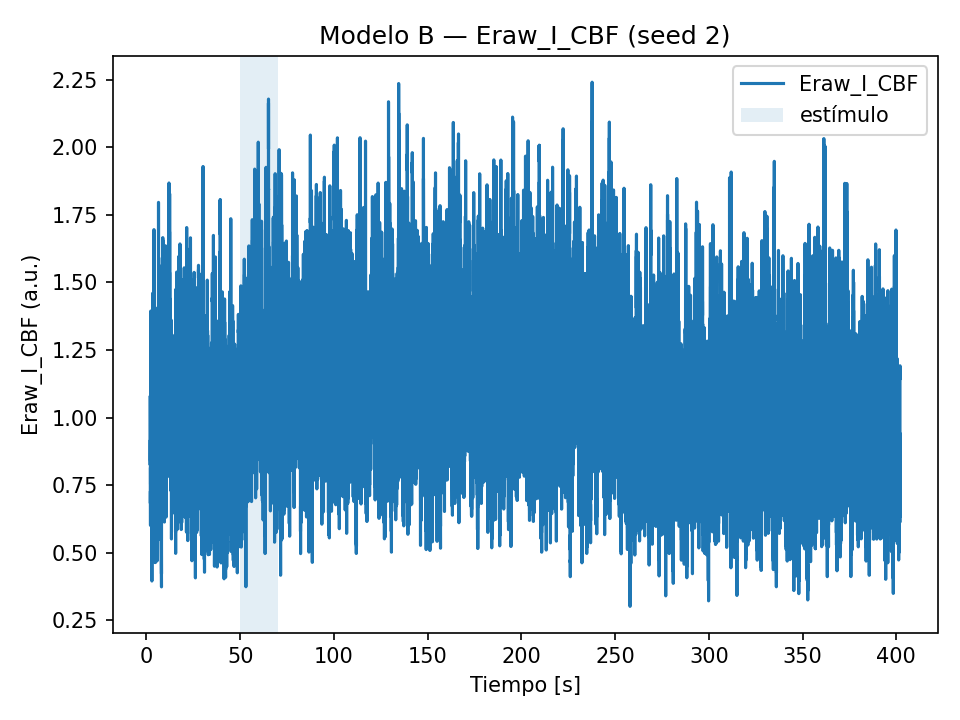 Modelo B — Eraw_I_CBF (seed 2)
Eraw_I_CBF
estímulo
Eraw_I_CBF (a.u.)
2.25
2.00
1.75
1.50
1.25
1.00
0.75
0.50
0.25
0 50 100 150 200 250 300 350 400
Tiempo [s]